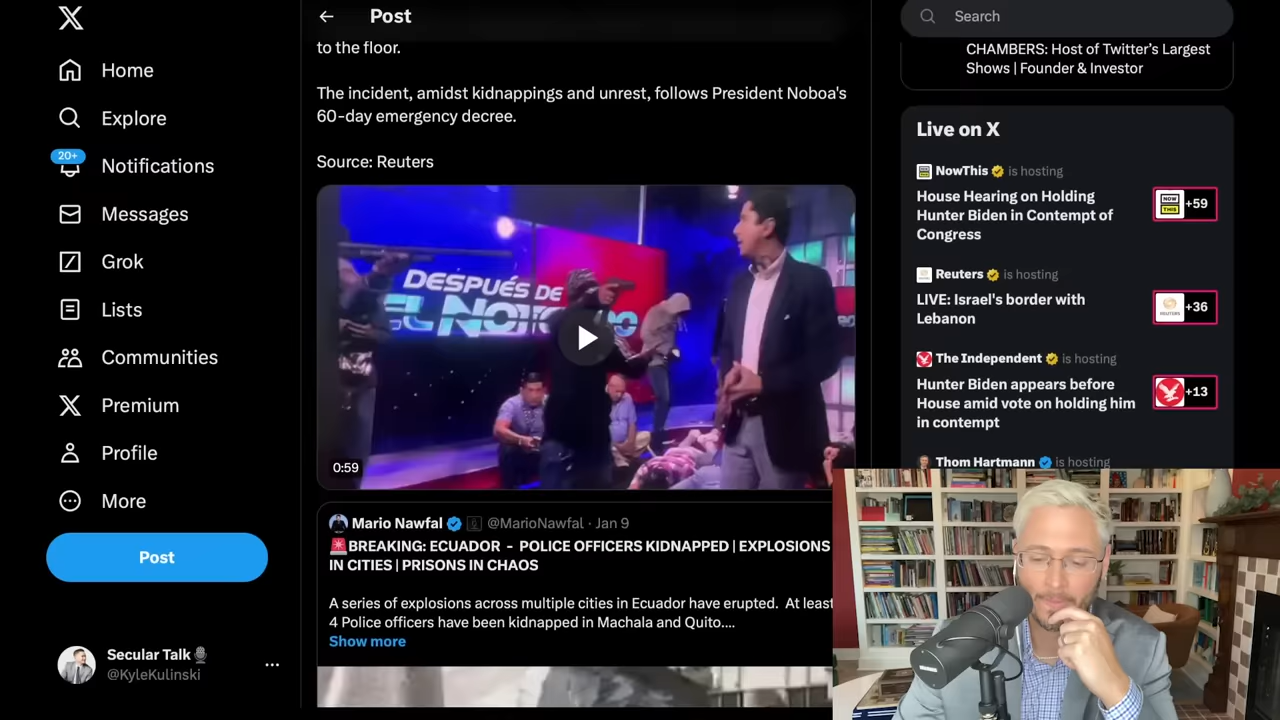 Home
Explore
20+
Notifications
Messages
Grok
Lists
Communities
Premium
Profile
More
Post
Secular Talk
@KyleKulinski
Post
to the floor.
The incident, amidst kidnappings and unrest, follows President Noboa's
60-day emergency decree.
Source: Reuters
DESPUÉS DE
EL NOTI
0:59
Mario Nawfal @MarioNawfal · Jan 9
BREAKING: ECUADOR - POLICE OFFICERS KIDNAPPED | EXPLOSIONS
IN CITIES | PRISONS IN CHAOS
A series of explosions across multiple cities in Ecuador have erupted. At least
4 Police officers have been kidnapped in Machala and Quito....
Show more
Search
CHAMBERS: Host of Twitter's Largest
Shows | Founder & Investor
Live on X
NowThis is hosting
House Hearing on Holding
Hunter Biden in Contempt of
Congress
NOW
THIS
+59
Reuters is hosting
LIVE: Israel's border with
Lebanon
REUTERS
+36
The Independent is hosting
Hunter Biden appears before
House amid vote on holding him
in contempt
+13
Thom Hartmann is hosting